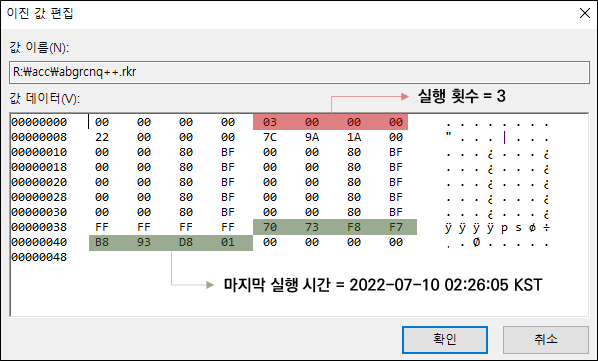 이진 값 편집
값 이름(N):
R:₩acc₩abgrcnq++.rkr
값 데이터(V):
실행 횟수 = 3
00000000 00 00 00 00 03 00 00 00 . . . . . . . .
00000008 22 00 00 00 7C 9A 1A 00 " . . . | . . .
00000010 00 00 80 BF 00 00 80 BF . . . ¿ . . . ¿
00000018 00 00 80 BF 00 00 80 BF . . . ¿ . . . ¿
00000020 00 00 80 BF 00 00 80 BF . . . ¿ . . . ¿
00000028 00 00 80 BF 00 00 80 BF . . . ¿ . . . ¿
00000030 00 00 80 BF 00 00 80 BF . . . ¿ . . . ¿
00000038 FF FF FF FF 70 73 F8 F7 ÿ ÿ ÿ ÿ p s ø ÷
00000040 B8 93 D8 01 00 00 00 00 ¸ . Ø . . . . .
00000048
마지막 실행 시간 = 2022-07-10 02:26:05 KST
확인
취소